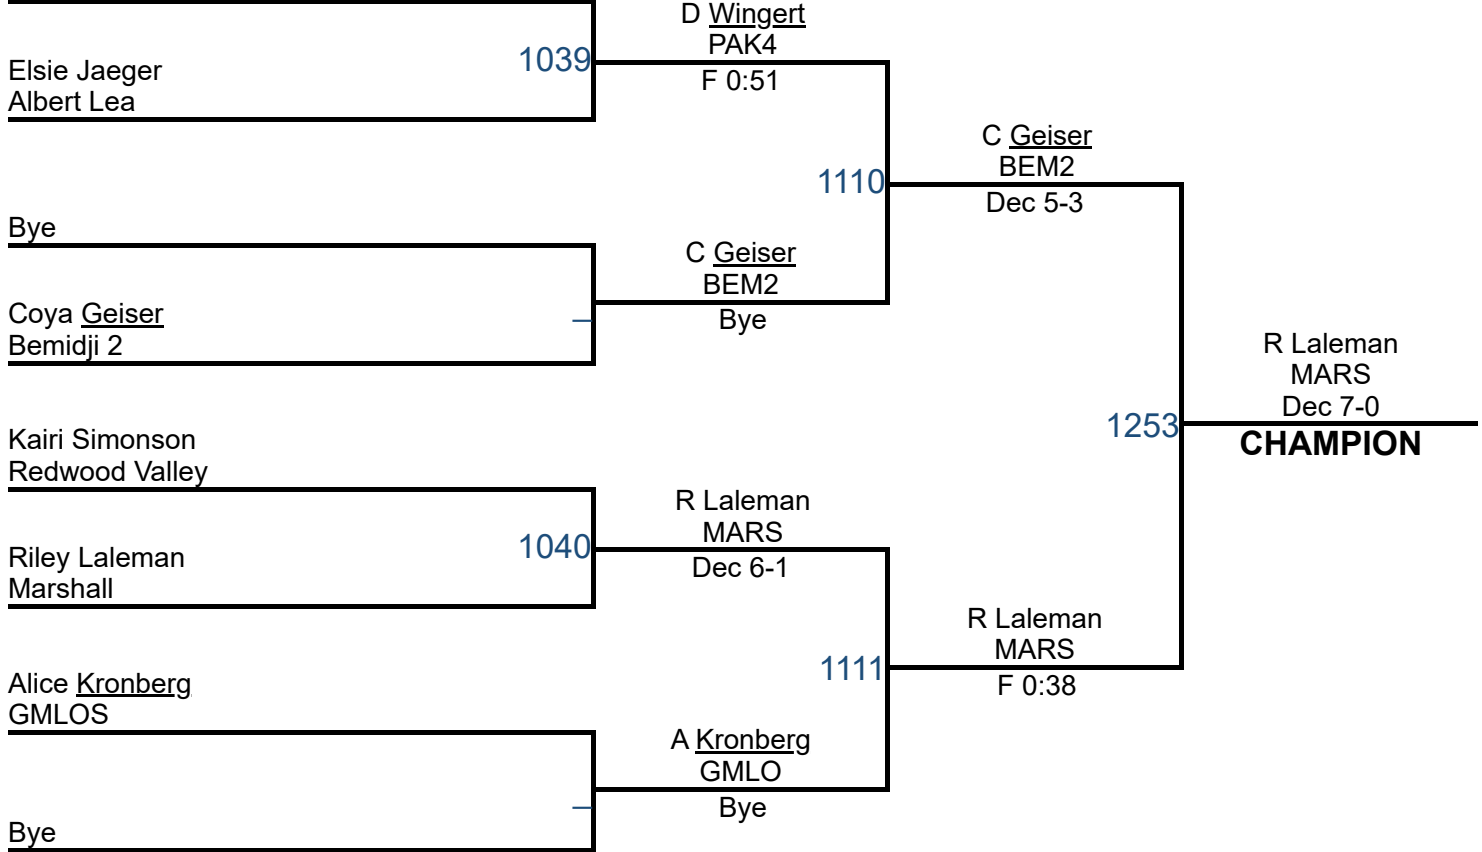 D Wingert
PAK4
1039
F 0:51
Elsie Jaeger
Albert Lea
C Geiser
BEM2
1110
Dec 5-3
Bye
C Geiser
BEM2
Bye
Coya Geiser
Bemidji 2
–
R Laleman
MARS
Dec 7-0
1253
CHAMPION
Kairi Simonson
Redwood Valley
R Laleman
MARS
1040
Dec 6-1
Riley Laleman
Marshall
R Laleman
MARS
1111
F 0:38
Alice Kronberg
GMLOS
A Kronberg
GMLO
Bye
–
Bye